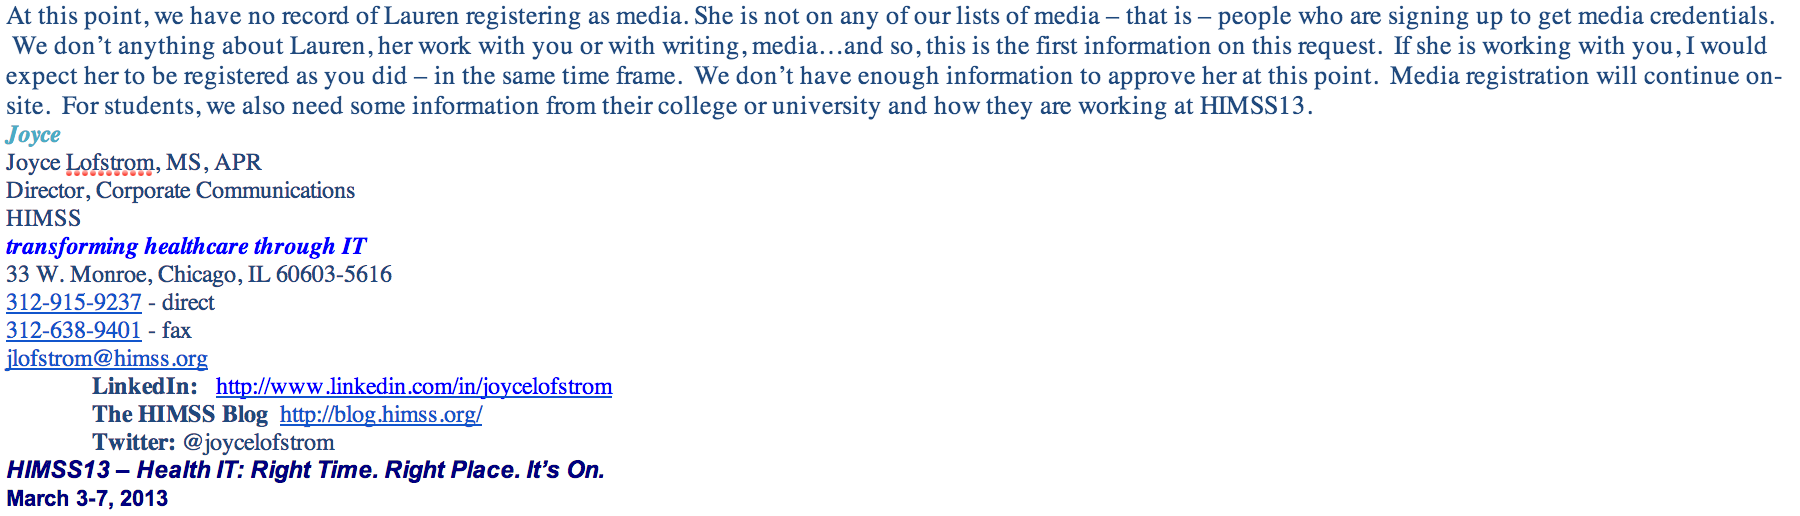 At this point, we have no record of Lauren registering as media. She is not on any of our lists of media – that is – people who are signing up to get media credentials.
We don't anything about Lauren, her work with you or with writing, media…and so, this is the first information on this request.  If she is working with you, I would
expect her to be registered as you did – in the same time frame.  We don't have enough information to approve her at this point.  Media registration will continue on-
site.  For students, we also need some information from their college or university and how they are working at HIMSS13.
Joyce
Joyce Lofstrom, MS, APR
Director, Corporate Communications
HIMSS
transforming healthcare through IT
33 W. Monroe, Chicago, IL 60603-5616
312-915-9237 - direct
312-638-9401 - fax
jlofstrom@himss.org
LinkedIn:   http://www.linkedin.com/in/joycelofstrom
The HIMSS Blog  http://blog.himss.org/
Twitter: @joycelofstrom
HIMSS13 – Health IT: Right Time. Right Place. It's On.
March 3-7, 2013